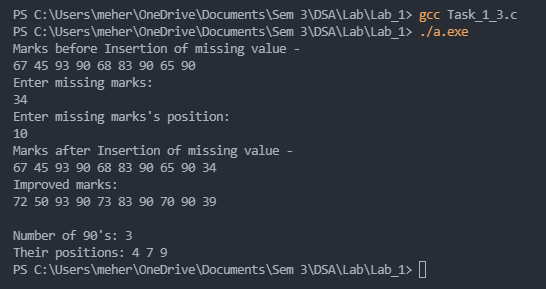 PS C:\Users\meher\OneDrive\Documents\Sem 3\DSA\Lab\Lab_1> gcc Task_1_3.c
PS C:\Users\meher\OneDrive\Documents\Sem 3\DSA\Lab\Lab_1> ./a.exe
Marks before Insertion of missing value -
67 45 93 90 68 83 90 65 90
Enter missing marks:
34
Enter missing marks's position:
10
Marks after Insertion of missing value -
67 45 93 90 68 83 90 65 90 34
Improved marks:
72 50 93 90 73 83 90 70 90 39
Number of 90's: 3
Their positions: 4 7 9
PS C:\Users\meher\OneDrive\Documents\Sem 3\DSA\Lab\Lab_1>